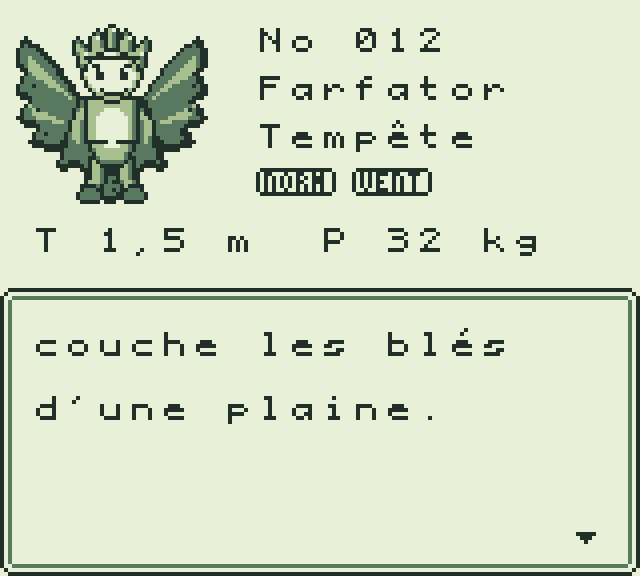 No 012
Farfator
Tempête
NORM VENT
T 1,5 m P 32 kg
couche les blés
d'une plaine.